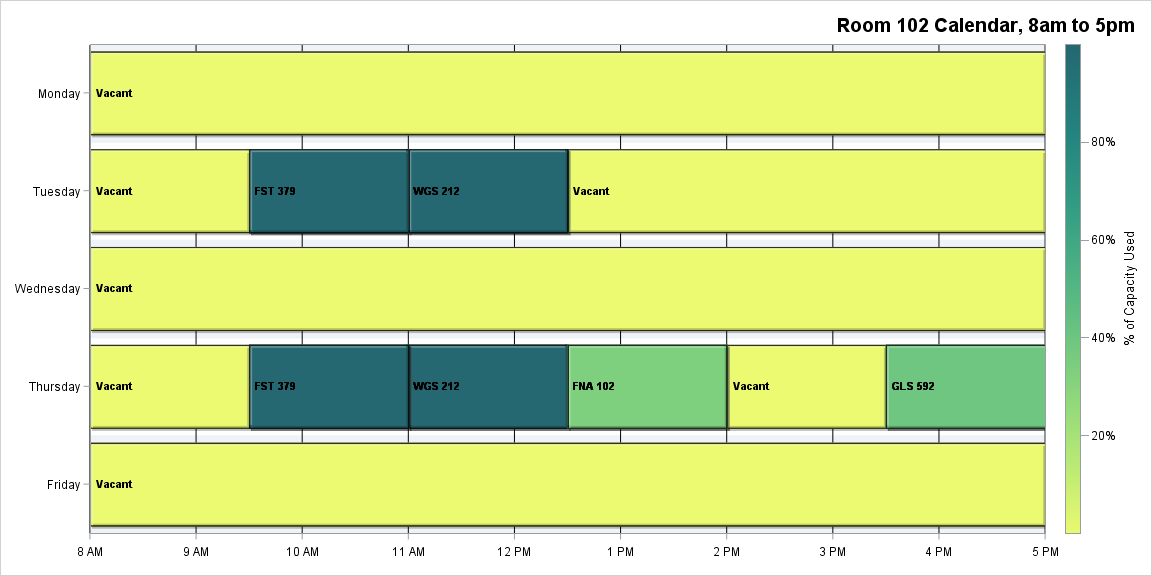 Room 102 Calendar, 8am to 5pm
Monday
Vacant
Tuesday
Vacant
FST 379
WGS 212
Vacant
Wednesday
Vacant
Thursday
Vacant
FST 379
WGS 212
FNA 102
Vacant
GLS 592
Friday
Vacant
8 AM
9 AM
10 AM
11 AM
12 PM
1 PM
2 PM
3 PM
4 PM
5 PM
80%
60%
40%
20%
% of Capacity Used